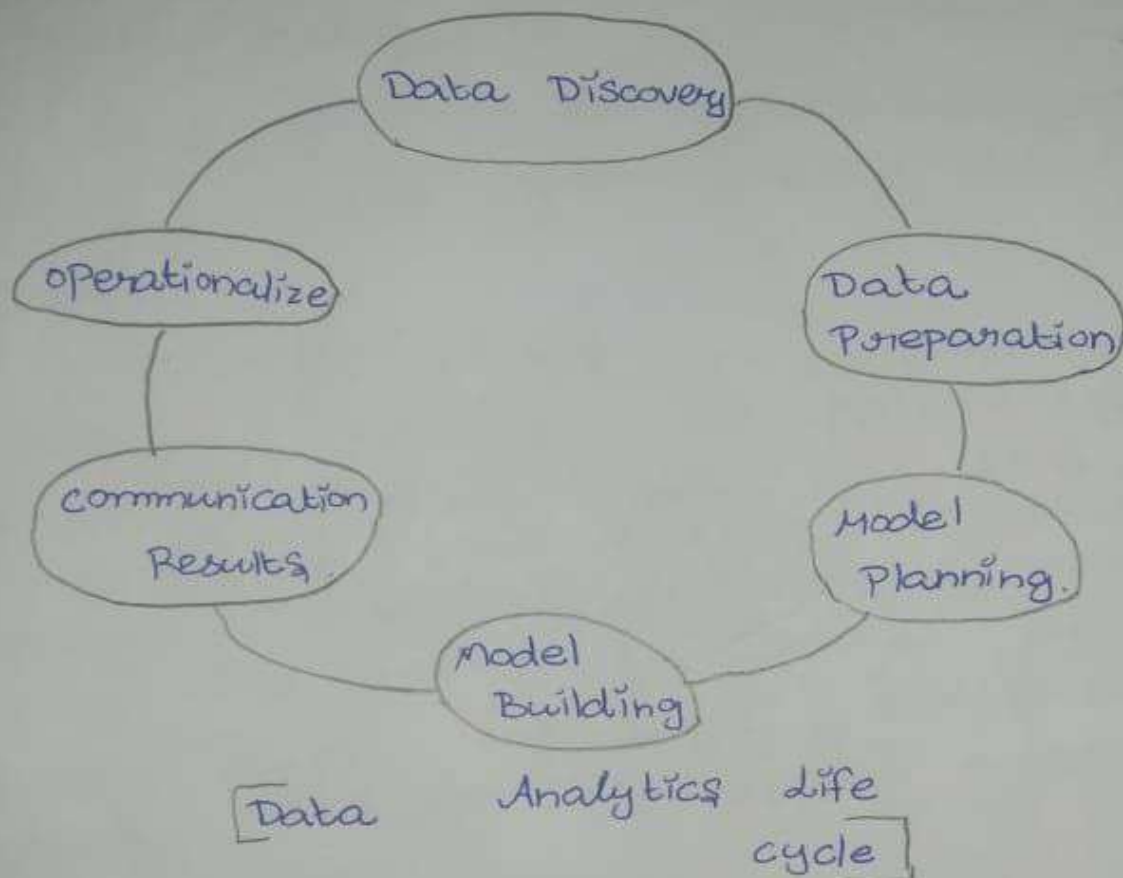 Data Discovery
operationalize
Data
Preparation
communication
Results.
Model
Planning.
Model
Building
[Data Analytics Life
cycle]